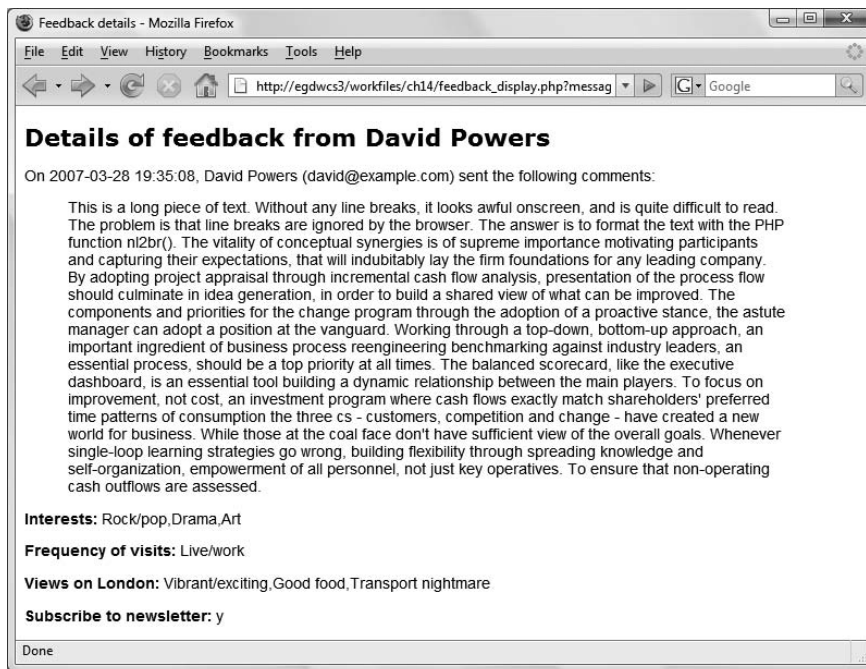 Feedback details - Mozilla Firefox
File Edit View History Bookmarks Tools Help
http://egdwcs3/workfiles/ch14/feedback_display.php?messag
G Google
Details of feedback from David Powers
On 2007-03-28 19:35:08, David Powers (david@example.com) sent the following comments:
This is a long piece of text. Without any line breaks, it looks awful onscreen, and is quite difficult to read.
The problem is that line breaks are ignored by the browser. The answer is to format the text with the PHP
function nl2br(). The vitality of conceptual synergies is of supreme importance motivating participants
and capturing their expectations, that will indubitably lay the firm foundations for any leading company.
By adopting project appraisal through incremental cash flow analysis, presentation of the process flow
should culminate in idea generation, in order to build a shared view of what can be improved. The
components and priorities for the change program through the adoption of a proactive stance, the astute
manager can adopt a position at the vanguard. Working through a top-down, bottom-up approach, an
important ingredient of business process reengineering benchmarking against industry leaders, an
essential process, should be a top priority at all times. The balanced scorecard, like the executive
dashboard, is an essential tool building a dynamic relationship between the main players. To focus on
improvement, not cost, an investment program where cash flows exactly match shareholders' preferred
time patterns of consumption the three cs - customers, competition and change - have created a new
world for business. While those at the coal face don't have sufficient view of the overall goals. Whenever
single-loop learning strategies go wrong, building flexibility through spreading knowledge and
self-organization, empowerment of all personnel, not just key operatives. To ensure that non-operating
cash outflows are assessed.
Interests: Rock/pop,Drama,Art
Frequency of visits: Live/work
Views on London: Vibrant/exciting,Good food,Transport nightmare
Subscribe to newsletter: y
Done